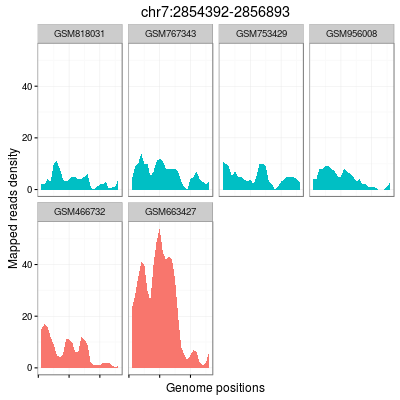 chr7:2854392-2856893
GSM818031 GSM767343 GSM753429 GSM956008
40
20
0
GSM466732 GSM663427
40
20
0
Mapped reads density
Genome positions